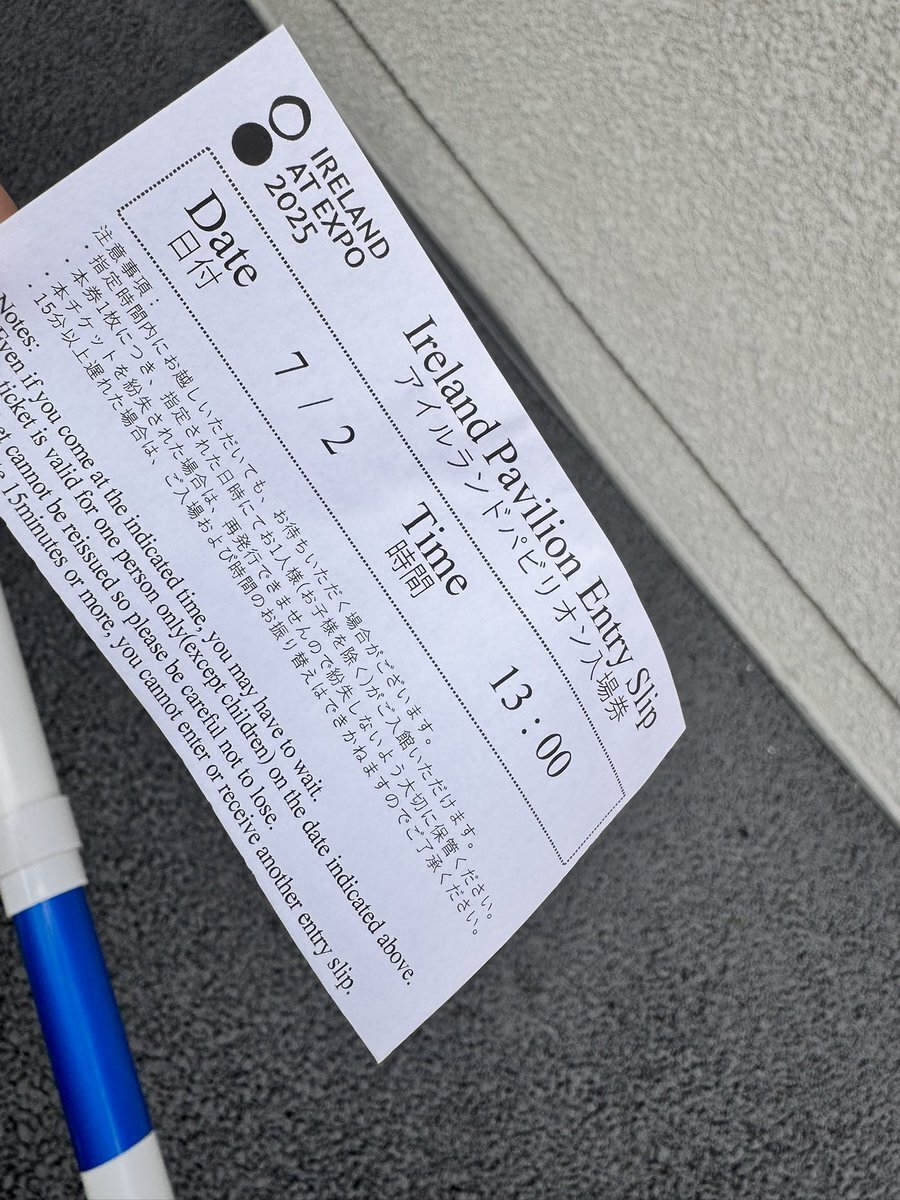 IRELAND
AT EXPO
2025
Ireland Pavilion Entry Slip
アイルランドパビリオン入場券
Date
日付
7 / 2
Time
時間
13 : 00
注意事項：
・指定時間内にお越しいただいても、お待ちいただく場合がございます。
・本券1枚につき、指定された日時にてお1人様(お子様を除く)がご入館いただけます。
・本チケットを紛失された場合は、再発行できませんので紛失しないよう大切に保管ください。
・15分以上遅れた場合は、ご入場および時間のお振り替えはできかねますのでご了承ください。
Notes:
Even if you come at the indicated time, you may have to wait.
ticket is valid for one person only(except children) on the date indicated above.
cannot be reissued so please be careful not to lose.
15minutes or more, you cannot enter or receive another entry slip.